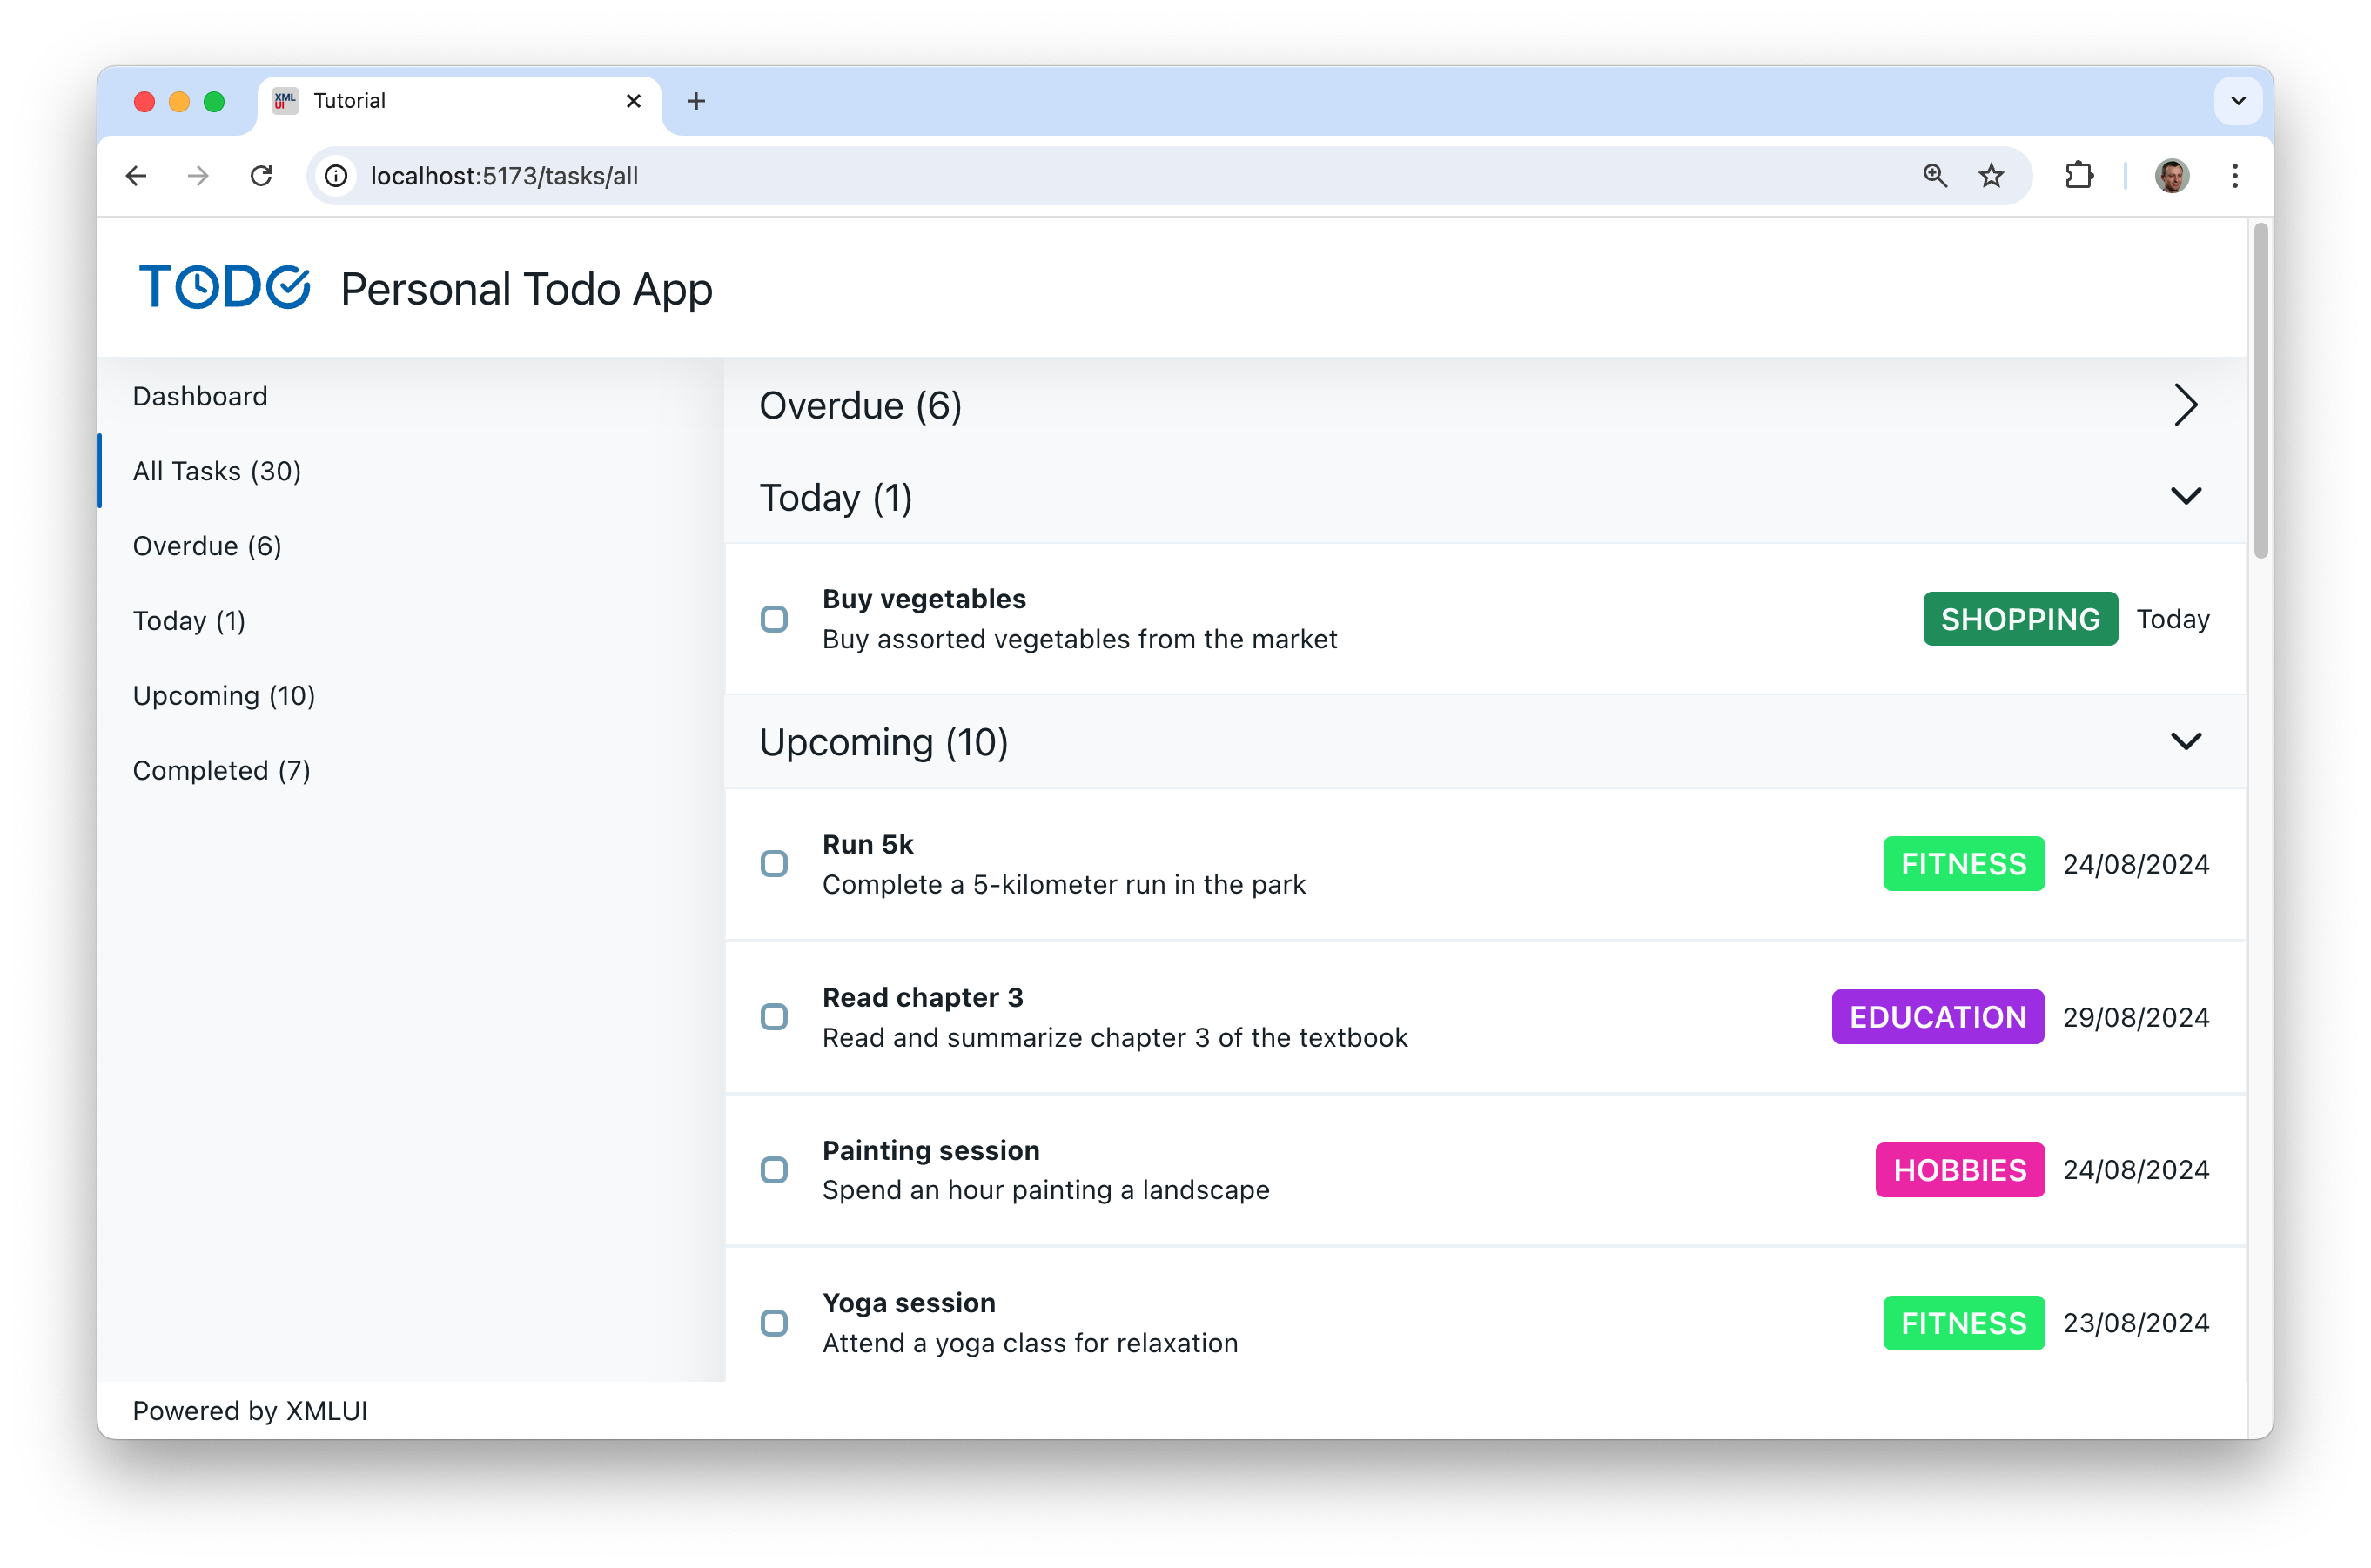 XML
UI
Tutorial
localhost:5173/tasks/all
TODO Personal Todo App
Dashboard
All Tasks (30)
Overdue (6)
Today (1)
Upcoming (10)
Completed (7)
Overdue (6)
Today (1)
Buy vegetables
Buy assorted vegetables from the market
SHOPPING Today
Upcoming (10)
Run 5k
Complete a 5-kilometer run in the park
FITNESS 24/08/2024
Read chapter 3
Read and summarize chapter 3 of the textbook
EDUCATION 29/08/2024
Painting session
Spend an hour painting a landscape
HOBBIES 24/08/2024
Yoga session
Attend a yoga class for relaxation
FITNESS 23/08/2024
Powered by XMLUI